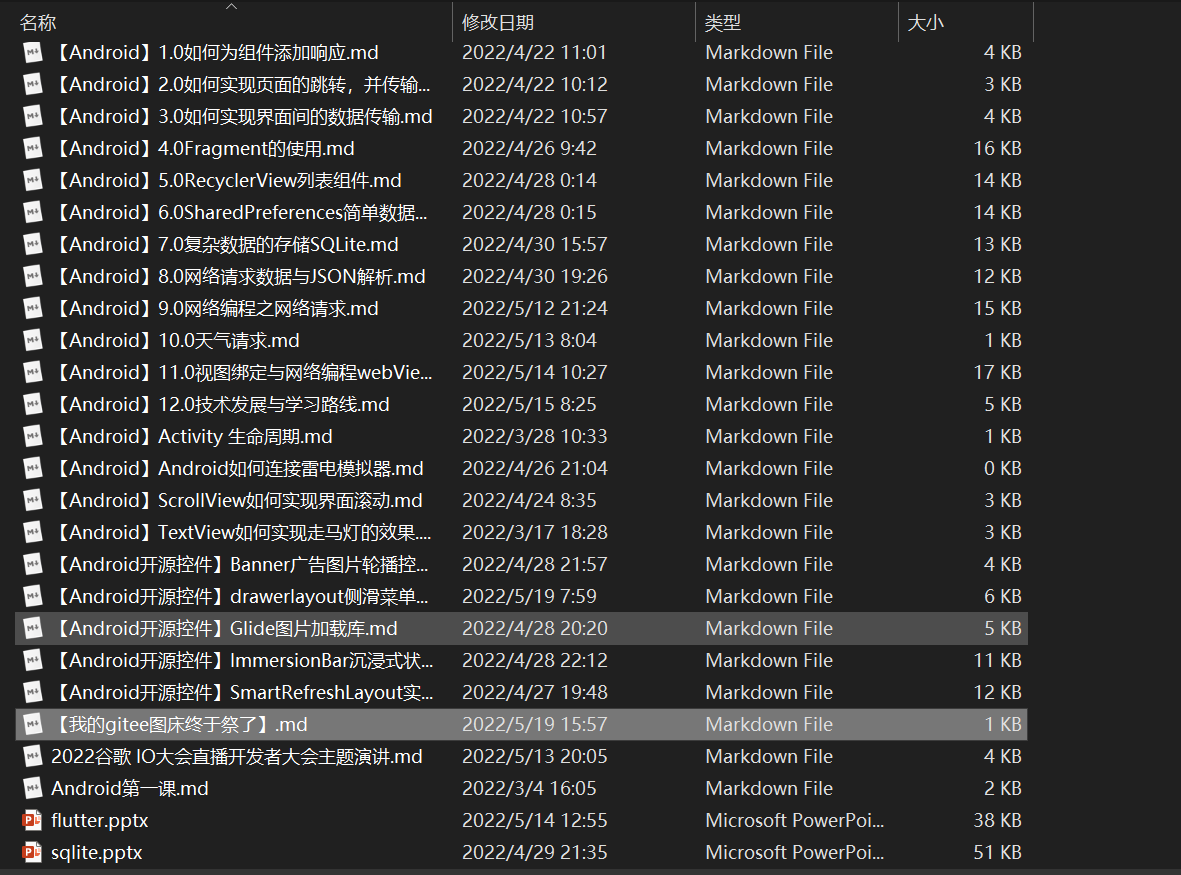 名称 修改日期 类型 大小
【Android】1.0如何为组件添加响应.md 2022/4/22 11:01 Markdown File 4 KB
【Android】2.0如何实现页面的跳转，并传输... 2022/4/22 10:12 Markdown File 3 KB
【Android】3.0如何实现界面间的数据传输.md 2022/4/22 10:57 Markdown File 4 KB
【Android】4.0Fragment的使用.md 2022/4/26 9:42 Markdown File 16 KB
【Android】5.0RecyclerView列表组件.md 2022/4/28 0:14 Markdown File 14 KB
【Android】6.0SharedPreferences简单数据... 2022/4/28 0:15 Markdown File 14 KB
【Android】7.0复杂数据的存储SQLite.md 2022/4/30 15:57 Markdown File 13 KB
【Android】8.0网络请求数据与JSON解析.md 2022/4/30 19:26 Markdown File 12 KB
【Android】9.0网络编程之网络请求.md 2022/5/12 21:24 Markdown File 15 KB
【Android】10.0天气请求.md 2022/5/13 8:04 Markdown File 1 KB
【Android】11.0视图绑定与网络编程webVie... 2022/5/14 10:27 Markdown File 17 KB
【Android】12.0技术发展与学习路线.md 2022/5/15 8:25 Markdown File 5 KB
【Android】Activity 生命周期.md 2022/3/28 10:33 Markdown File 1 KB
【Android】Android如何连接雷电模拟器.md 2022/4/26 21:04 Markdown File 0 KB
【Android】ScrollView如何实现界面滚动.md 2022/4/24 8:35 Markdown File 3 KB
【Android】TextView如何实现走马灯的效果.... 2022/3/17 18:28 Markdown File 3 KB
【Android开源控件】Banner广告图片轮播控... 2022/4/28 21:57 Markdown File 4 KB
【Android开源控件】drawerlayout侧滑菜单... 2022/5/19 7:59 Markdown File 6 KB
【Android开源控件】Glide图片加载库.md 2022/4/28 20:20 Markdown File 5 KB
【Android开源控件】ImmersionBar沉浸式状... 2022/4/28 22:12 Markdown File 11 KB
【Android开源控件】SmartRefreshLayout实... 2022/4/27 19:48 Markdown File 12 KB
【我的gitee图床终于祭了】.md 2022/5/19 15:57 Markdown File 1 KB
2022谷歌 IO大会直播开发者大会主题演讲.md 2022/5/13 20:05 Markdown File 4 KB
Android第一课.md 2022/3/4 16:05 Markdown File 2 KB
flutter.pptx 2022/5/14 12:55 Microsoft PowerPoi... 38 KB
sqlite.pptx 2022/4/29 21:35 Microsoft PowerPoi... 51 KB